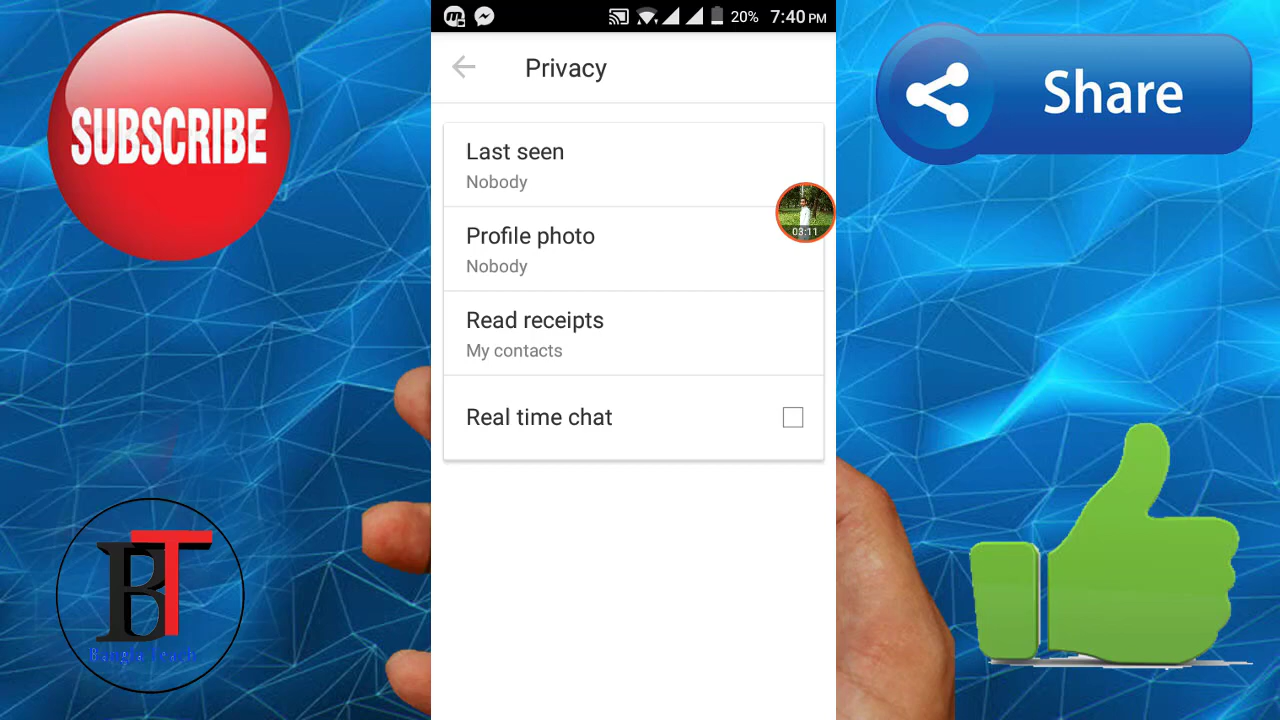 20% 7:40 PM
Privacy
SUBSCRIBE
Share
Last seen
Nobody
03:11
Profile photo
Nobody
Read receipts
My contacts
Real time chat
BT
Bangla